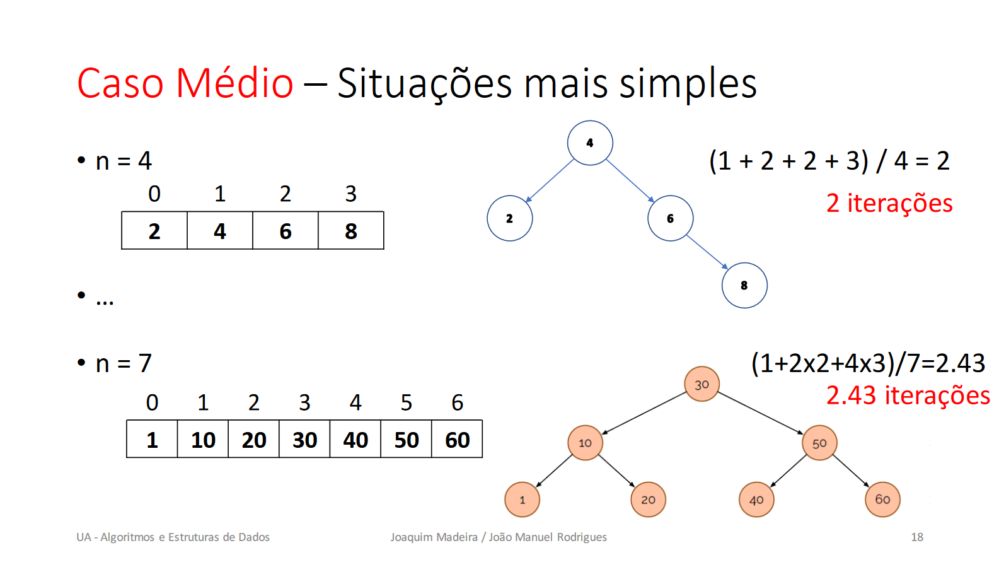 Caso Médio – Situações mais simples
• n = 4
0 1 2 3
2 4 6 8
4
2 6
8
(1 + 2 + 2 + 3) / 4 = 2
2 iterações
• …
• n = 7
0 1 2 3 4 5 6
1 10 20 30 40 50 60
(1+2x2+4x3)/7=2.43
2.43 iterações
30
10 50
1 20 40 60
UA - Algoritmos e Estruturas de Dados
Joaquim Madeira / João Manuel Rodrigues
18